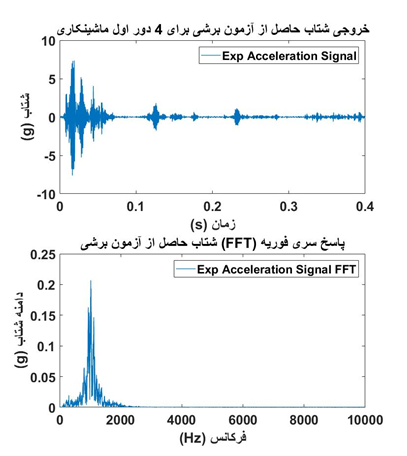 خروجی شتاب حاصل از آزمون برشی برای 4 دور اول ماشینکاری
Exp Acceleration Signal
10
5
0
-5
-10
شتاب (g)
0 0.1 0.2 0.3 0.4
زمان (s)
پاسخ سری فوریه (FFT) شتاب حاصل از آزمون برشی
Exp Acceleration Signal FFT
0.25
0.2
0.15
0.1
0.05
0
دامنه شتاب (g)
0 2000 4000 6000 8000 10000
فرکانس (Hz)